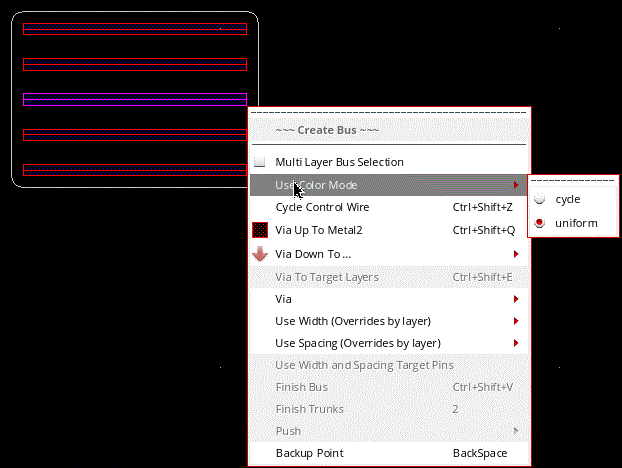 ~~~ Create Bus ~~~
Multi Layer Bus Selection
Use Color Mode
cycle
uniform
Cycle Control Wire Ctrl+Shift+Z
Via Up To Metal2 Ctrl+Shift+Q
Via Down To ...
Via To Target Layers Ctrl+Shift+E
Via
Use Width (Overrides by layer)
Use Spacing (Overrides by layer)
Use Width and Spacing Target Pins
Finish Bus Ctrl+Shift+V
Finish Trunks 2
Push
Backup Point BackSpace